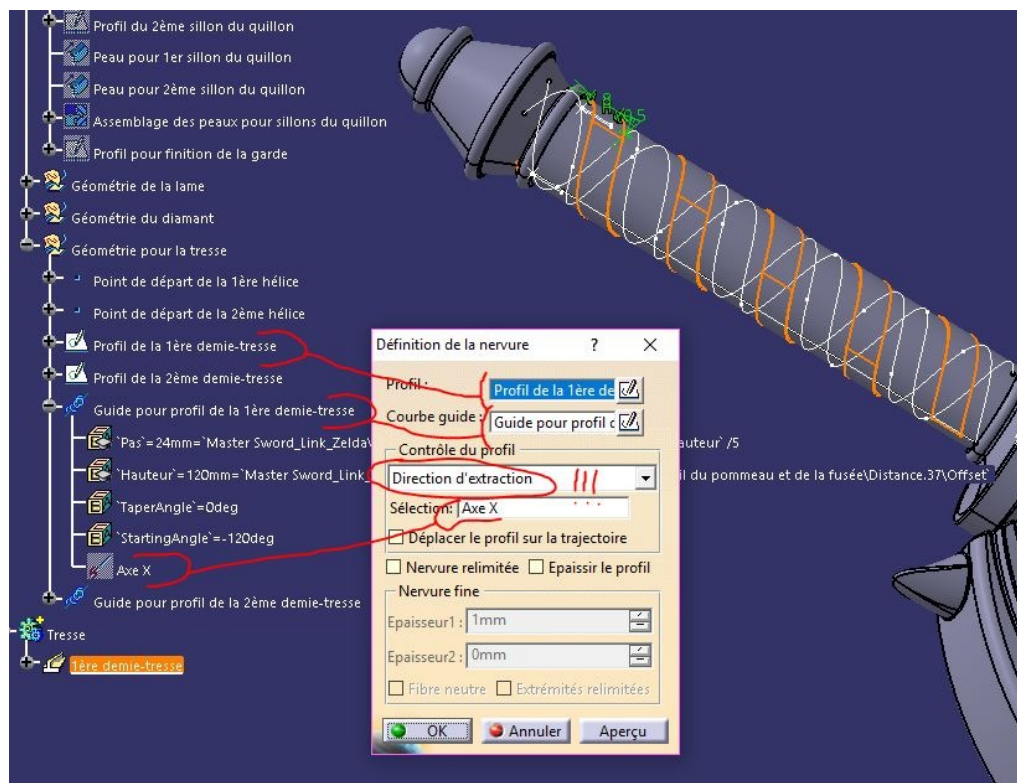 Profil du 2ème sillon du quillon
Peau pour 1er sillon du quillon
Peau pour 2ème sillon du quillon
Assemblage des peaux pour sillons du quillon
Profil pour finition de la garde
Géométrie de la lame
Géométrie du diamant
Géométrie pour la tresse
Point de départ de la 1ère hélice
Point de départ de la 2ème hélice
Profil de la 1ère demie-tresse
Profil de la 2ème demie-tresse
Guide pour profil de la 1ère demie-tresse
`Pas`=24mm=`Master Sword_Link_Zelda\
auteur` /5
`Hauteur`=120mm=`Master Sword_Link_
il du pommeau et de la fusée\Distance.37\Offset`
`TaperAngle`=0deg
`StartingAngle`=-120deg
Axe X
Guide pour profil de la 2ème demie-tresse
Tresse
1ère demie-tresse
Définition de la nervure ? X
Profil : Profil de la 1ère de
Courbe guide : Guide pour profil d
Contrôle du profil
Direction d'extraction !!!
Sélection: Axe X
Déplacer le profil sur la trajectoire
Nervure relimitée Epaissir le profil
Nervure fine
Epaisseur1 : 1mm
Epaisseur2 : 0mm
Fibre neutre Extrémités relimitées
OK Annuler Aperçu